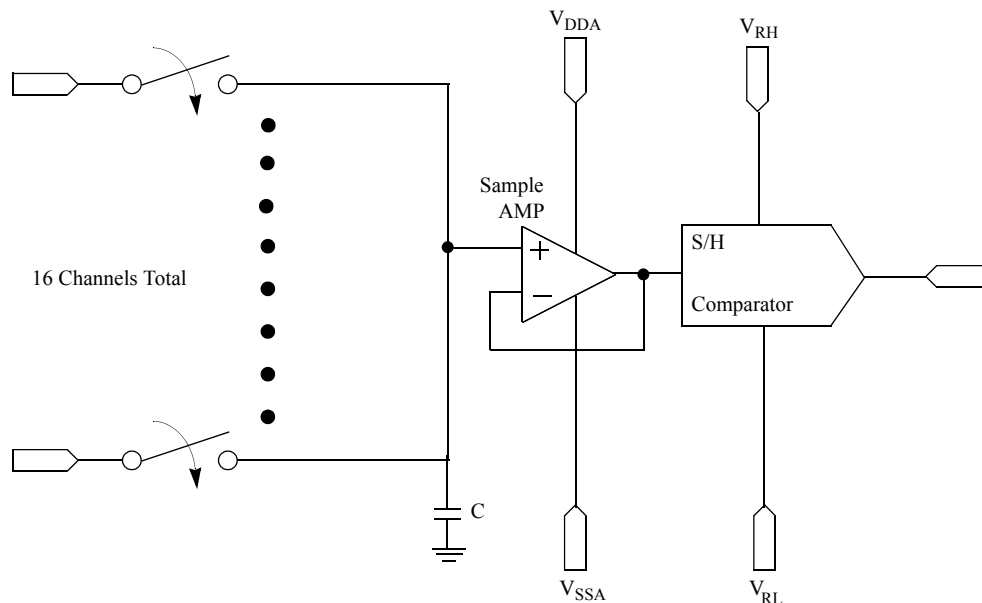 V_DDA
V_RH
Sample
AMP
S/H
16 Channels Total
Comparator
C
V_SSA
V_RL